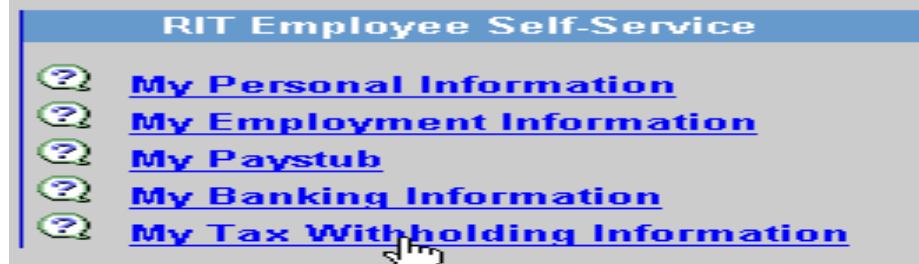 RIT Employee Self-Service
My Personal Information
My Employment Information
My Paystub
My Banking Information
My Tax Withholding Information